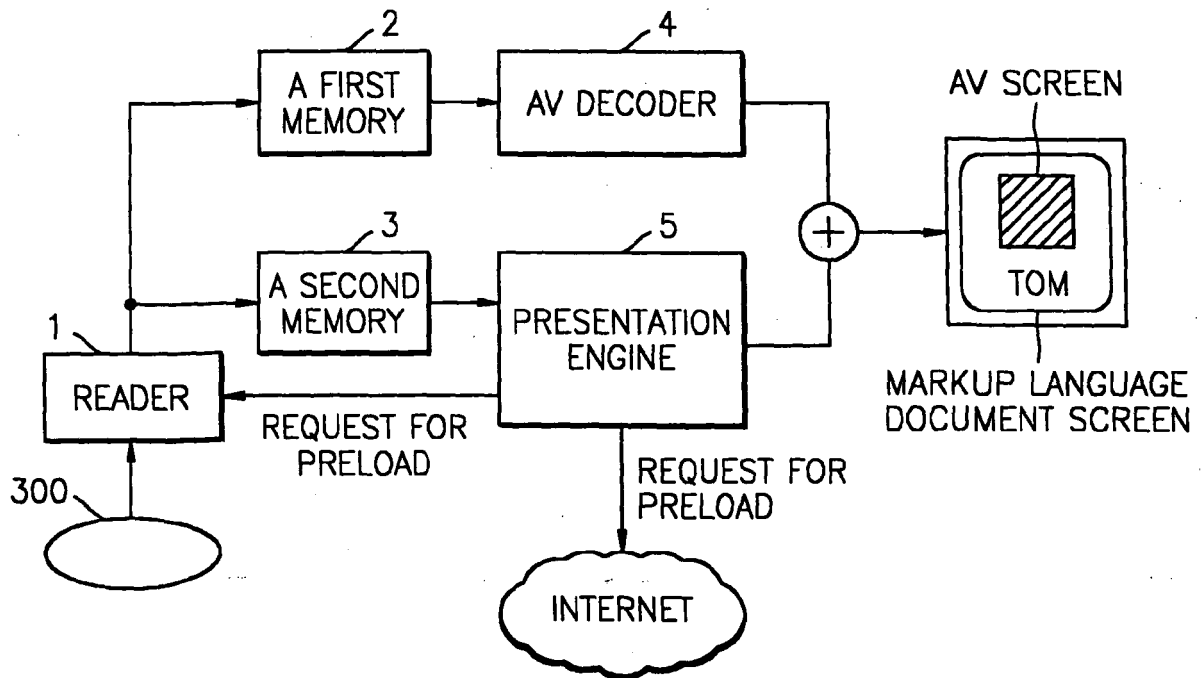 2
A FIRST
MEMORY
4
AV DECODER
AV SCREEN
TOM
MARKUP LANGUAGE
DOCUMENT SCREEN
3
A SECOND
MEMORY
5
PRESENTATION
ENGINE
1
READER
REQUEST FOR
PRELOAD
REQUEST FOR
PRELOAD
300
INTERNET